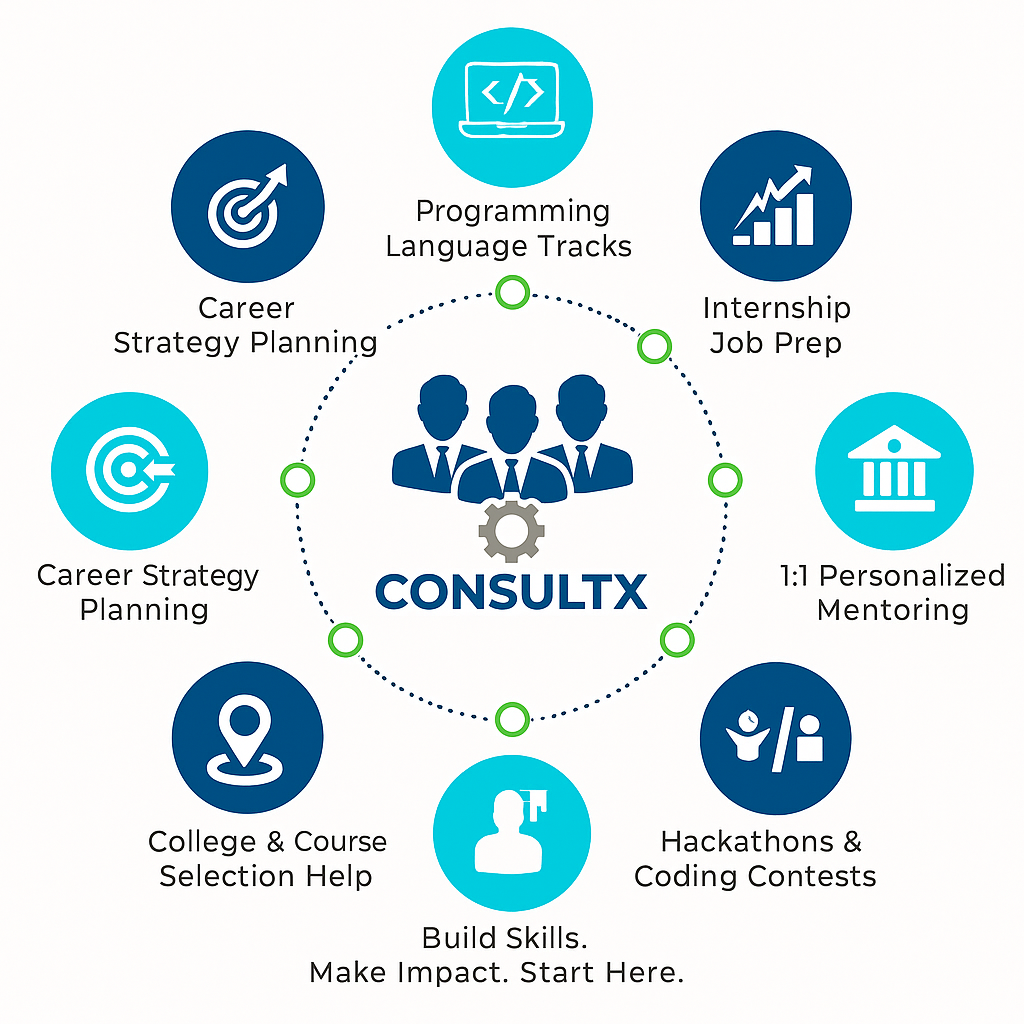 Programming
Language Tracks
Career
Strategy Planning
Internship
Job Prep
Career Strategy
Planning
CONSULTX
1:1 Personalized
Mentoring
College & Course
Selection Help
Hackathons &
Coding Contests
Build Skills.
Make Impact. Start Here.